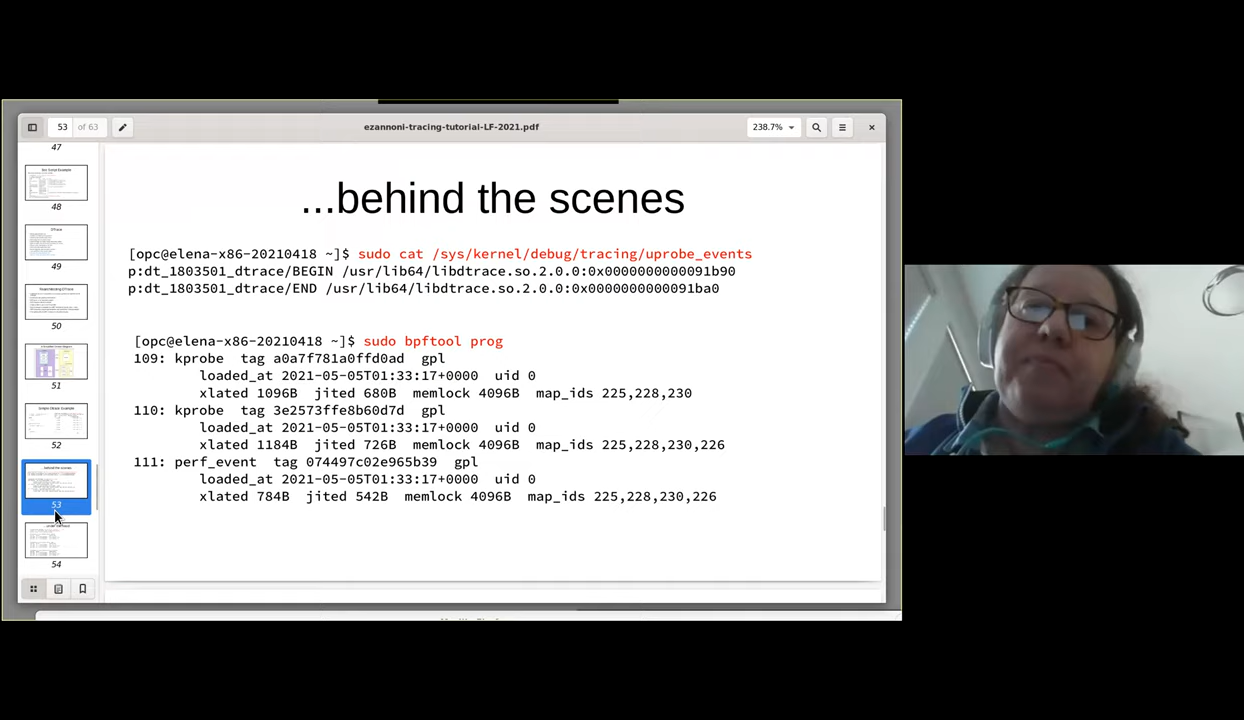 53 of 63
ezannoni-tracing-tutorial-LF-2021.pdf
238.7%
47
48
49
50
51
52
53
54
...behind the scenes
[opc@elena-x86-20210418 ~]$ sudo cat /sys/kernel/debug/tracing/uprobe_events
p:dt_1803501_dtrace/BEGIN /usr/lib64/libdtrace.so.2.0.0:0x0000000000091b90
p:dt_1803501_dtrace/END /usr/lib64/libdtrace.so.2.0.0:0x0000000000091ba0
[opc@elena-x86-20210418 ~]$ sudo bpftool prog
109: kprobe  tag a0a7f781a0ffd0ad  gpl
loaded_at 2021-05-05T01:33:17+0000  uid 0
xlated 1096B  jited 680B  memlock 4096B  map_ids 225,228,230
110: kprobe  tag 3e2573ffe8b60d7d  gpl
loaded_at 2021-05-05T01:33:17+0000  uid 0
xlated 1184B  jited 726B  memlock 4096B  map_ids 225,228,230,226
111: perf_event  tag 074497c02e965b39  gpl
loaded_at 2021-05-05T01:33:17+0000  uid 0
xlated 784B  jited 542B  memlock 4096B  map_ids 225,228,230,226